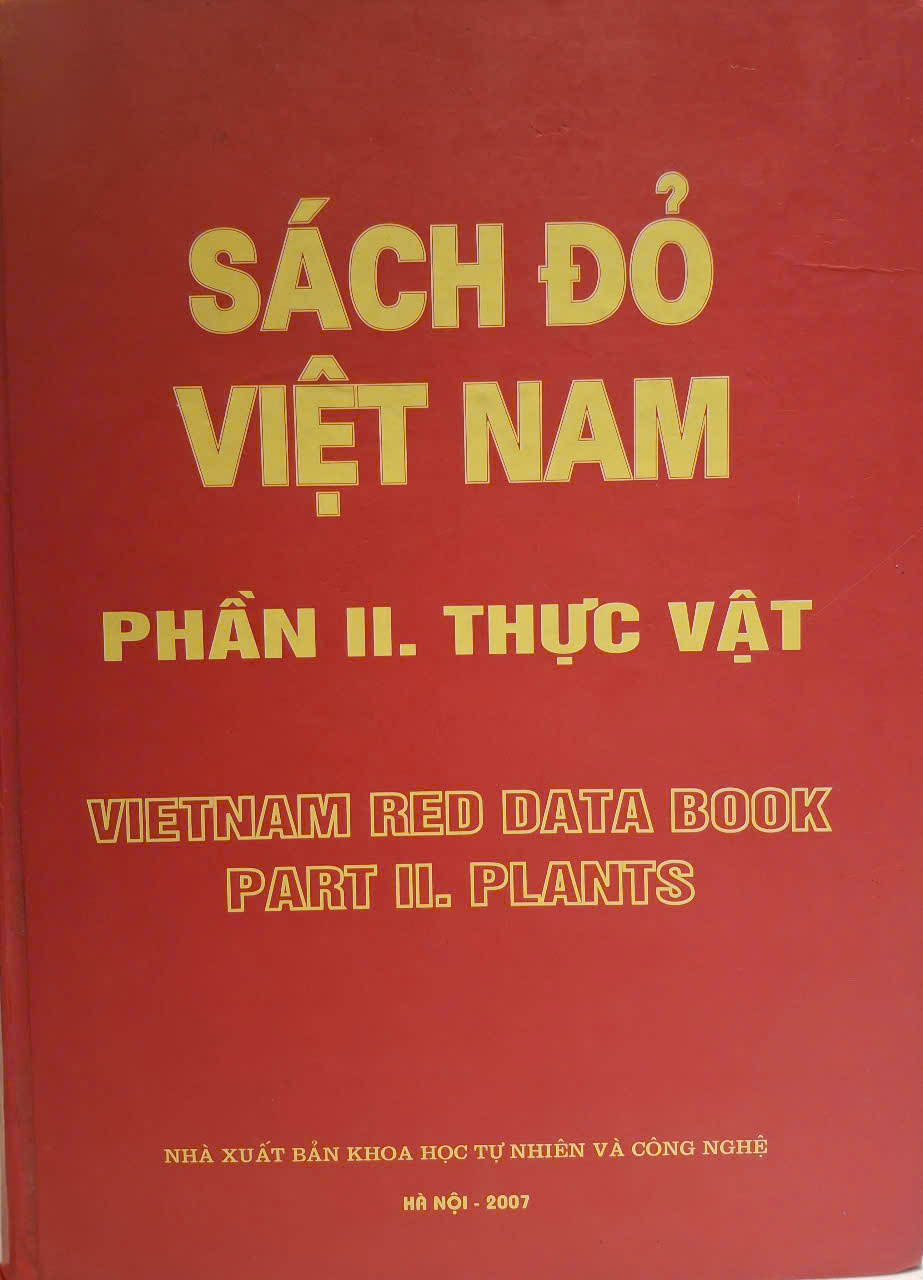 SÁCH ĐỎ
VIỆT NAM
PHẦN II. THỰC VẬT
VIETNAM RED DATA BOOK
PART II. PLANTS
NHÀ XUẤT BẢN KHOA HỌC TỰ NHIÊN VÀ CÔNG NGHỆ
HÀ NỘI - 2007